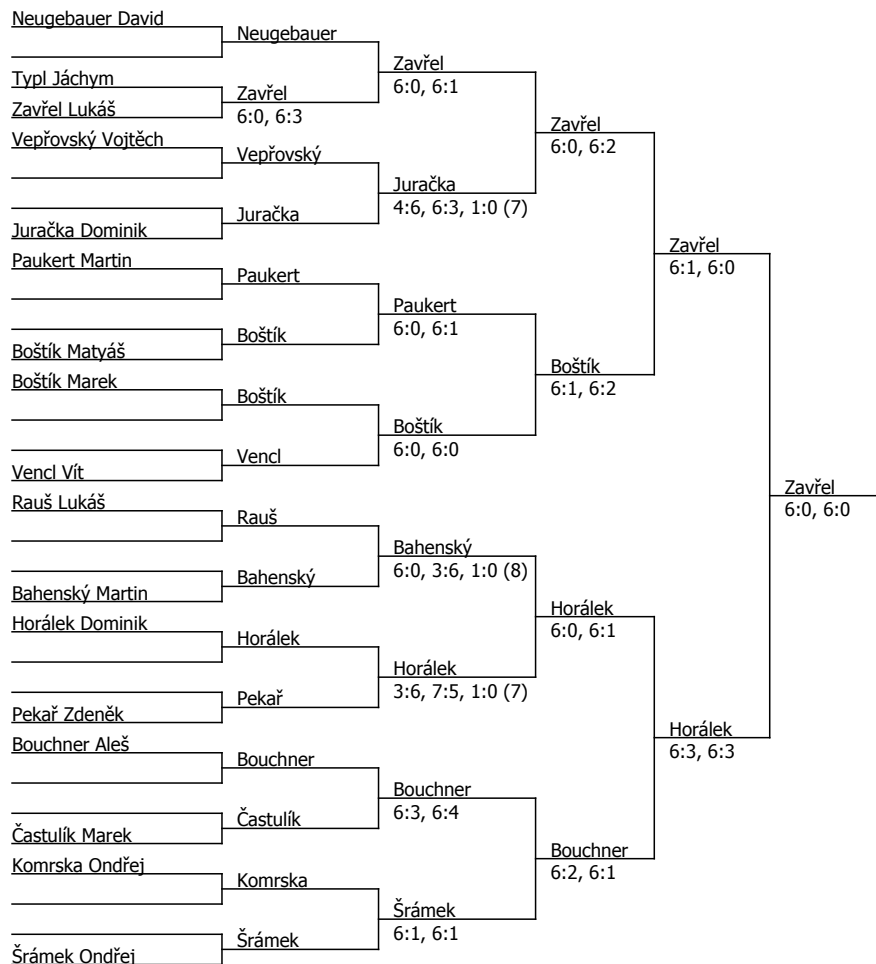 Neugebauer David
Neugebauer
Zavřel
6:0, 6:1
Typl Jáchym
Zavřel
6:0, 6:3
Zavřel Lukáš
Zavřel
6:0, 6:2
Vepřovský Vojtěch
Vepřovský
Juračka
4:6, 6:3, 1:0 (7)
Juračka
Juračka Dominik
Zavřel
6:1, 6:0
Paukert Martin
Paukert
Paukert
6:0, 6:1
Boštík
Boštík Matyáš
Boštík
6:1, 6:2
Boštík Marek
Boštík
Boštík
6:0, 6:0
Vencl
Vencl Vít
Zavřel
6:0, 6:0
Rauš Lukáš
Rauš
Bahenský
6:0, 3:6, 1:0 (8)
Bahenský
Bahenský Martin
Horálek
6:0, 6:1
Horálek Dominik
Horálek
Horálek
3:6, 7:5, 1:0 (7)
Pekař
Pekař Zdeněk
Horálek
6:3, 6:3
Bouchner Aleš
Bouchner
Bouchner
6:3, 6:4
Častulík
Častulík Marek
Bouchner
6:2, 6:1
Komrska Ondřej
Komrska
Šrámek
6:1, 6:1
Šrámek
Šrámek Ondřej